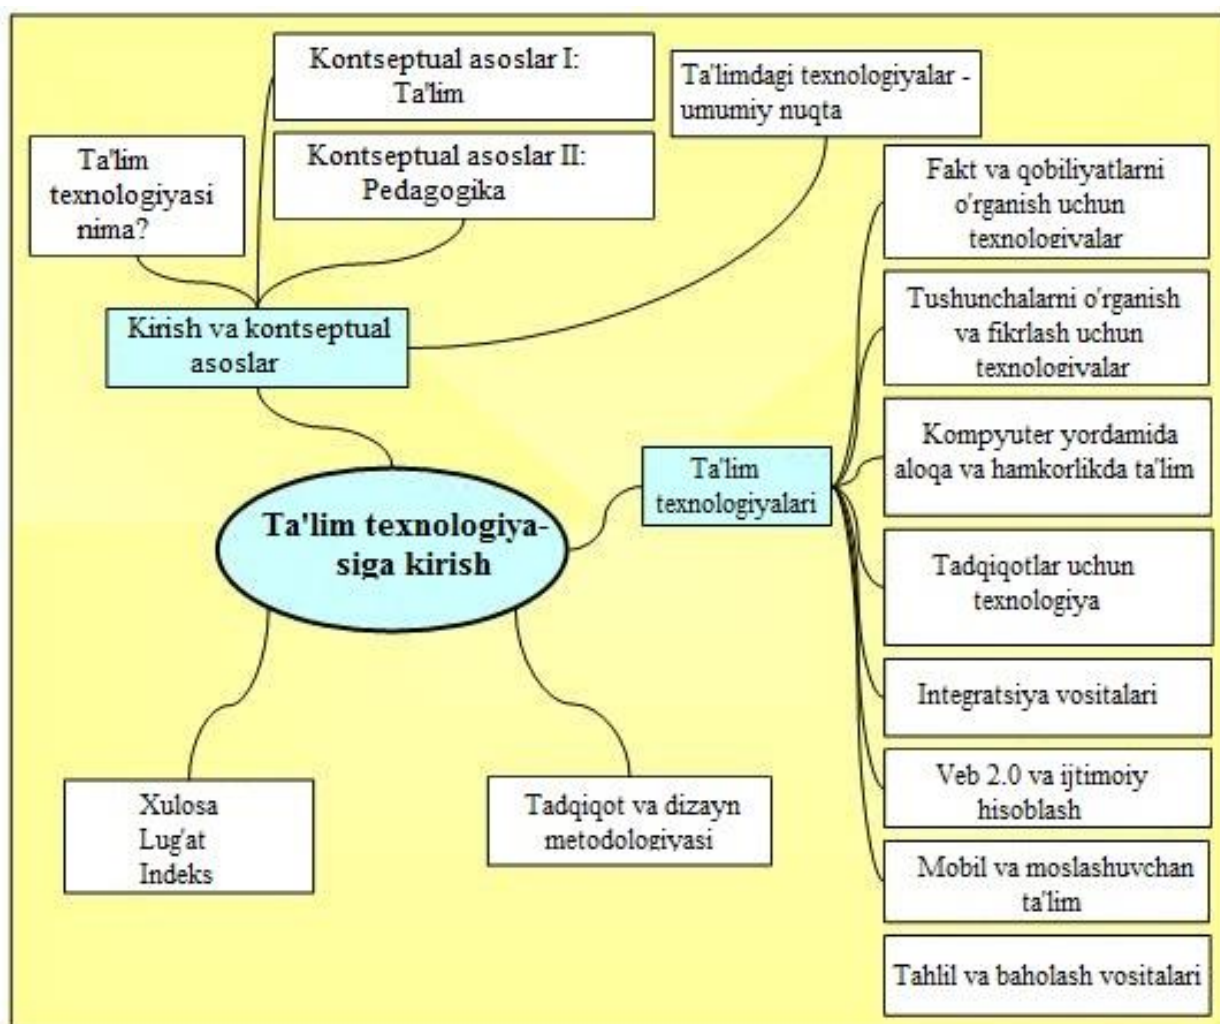 Kontseptual asoslar I:
Ta'lim
Ta'limdagi texnologiyalar -
umumiy nuqta
Ta'lim
texnologiyasi
nima?
Kontseptual asoslar II:
Pedagogika
Fakt va qobiliyatlarni
o'rganish uchun
texnologiyalar
Kirish va kontseptual
asoslar
Tushunchalarni o'rganish
va fikrlash uchun
texnologiyalar
Kompyuter yordamida
aloqa va hamkorlikda ta'lim
Ta'lim
texnologiyalari
Ta'lim texnologiya-
siga kirish
Tadqiqotlar uchun
texnologiya
Integratsiya vositalari
Veb 2.0 va ijtimoiy
hisoblash
Xulosa
Lug'at
Indeks
Tadqiqot va dizayn
metodologiyasi
Mobil va moslashuvchan
ta'lim
Tahlil va baholash vositalari